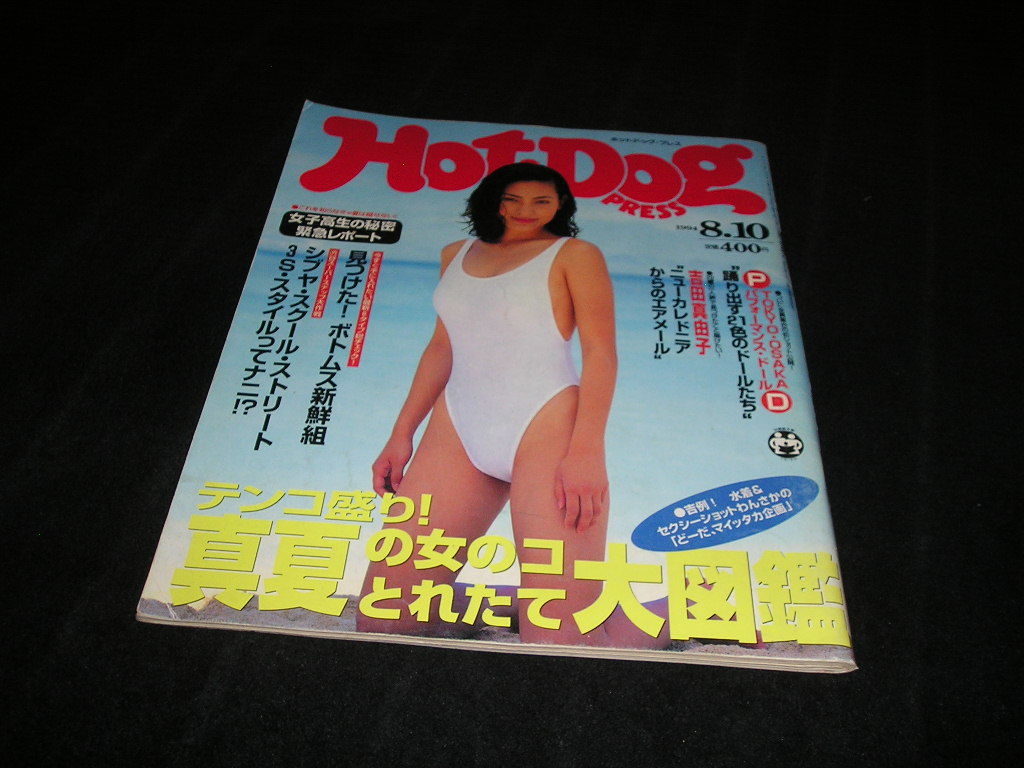 ホットドッグ・プレス
Hot-Dog
PRESS
1994 8.10
定価400円
女子高生の秘密
緊急レポート
見つけた！ボトムス新鮮組
シブヤ・スクール・ストリート
3S・スタイルってナニ!?
TOKYO・OSAKA
パフォーマンス・ドール
PD
"踊り出す21色のドールたち"
吉田真由子
"ニューカレドニア
からのエアメール"
●吉例！ 水着&
セクシーショットわんさかの
「どーだ、マイッタカ企画」
テンコ盛り!
真夏の女のコ
とれたて大図鑑